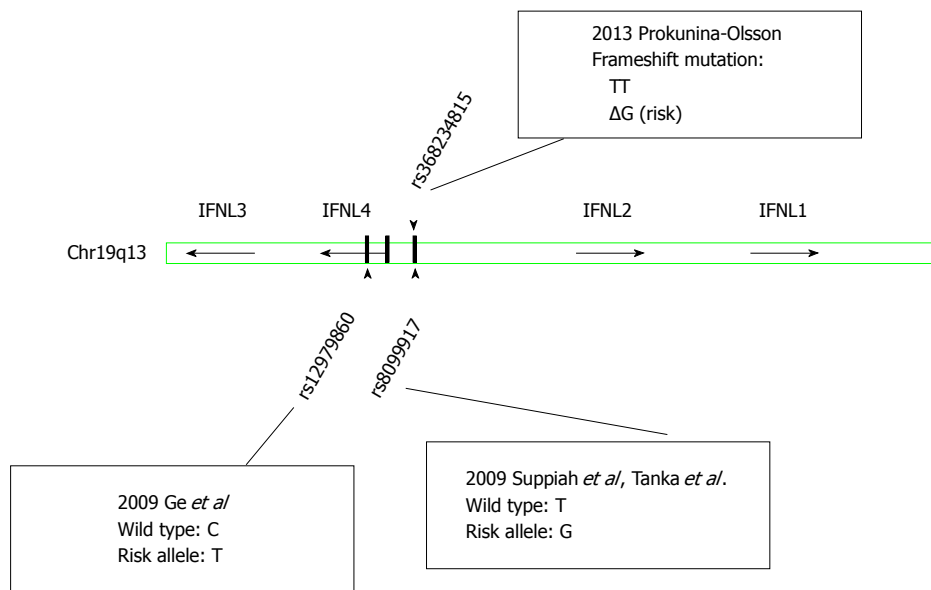 2013 Prokunina-Olsson
Frameshift mutation:
TT
ΔG (risk)
rs368234815
IFNL3
IFNL4
IFNL2
IFNL1
Chr19q13
rs12979860
rs8099917
2009 Ge et al
Wild type: C
Risk allele: T
2009 Suppiah et al, Tanka et al.
Wild type: T
Risk allele: G